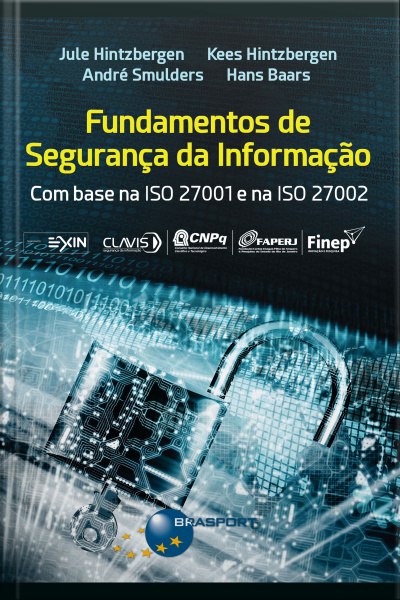 Jule Hintzbergen Kees Hintzbergen
André Smulders Hans Baars
Fundamentos de
Segurança da Informação
Com base na ISO 27001 e na ISO 27002
EXIN CLAVIS CNPq FAPERJ Finep
BRASPORT